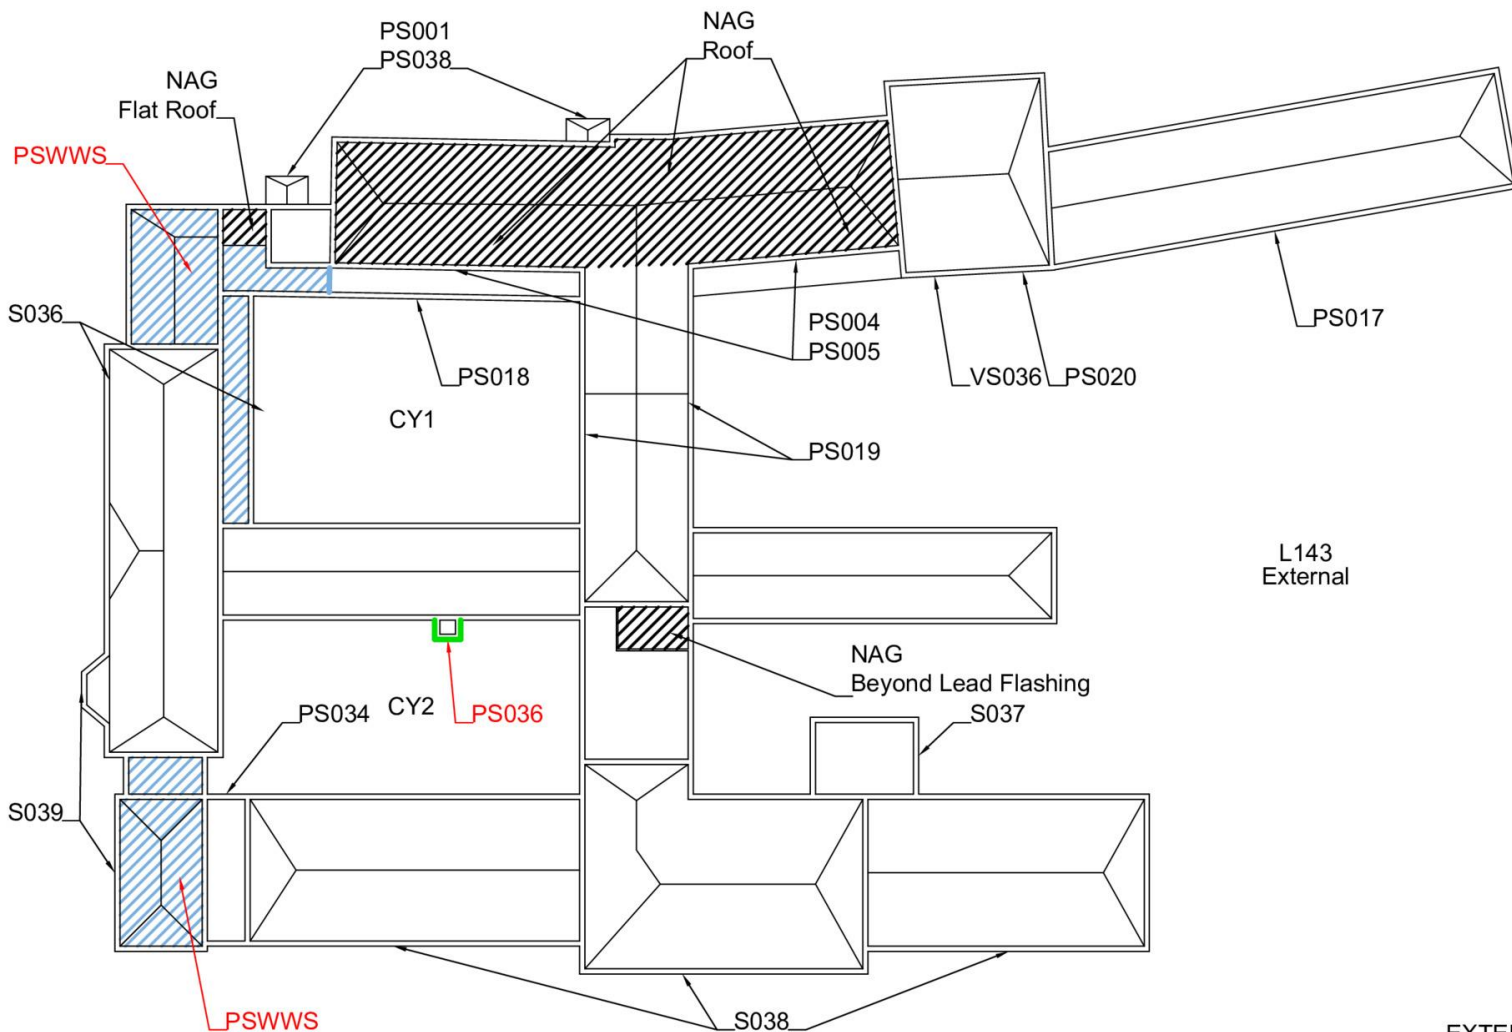 PS001
PS038
NAG
Roof
NAG
Flat Roof
PSWWS
S036
PS004
PS005
PS017
PS018
VS036
PS020
CY1
PS019
L143
External
NAG
Beyond Lead Flashing
PS034
CY2
PS036
S037
S039
PSWWS
S038